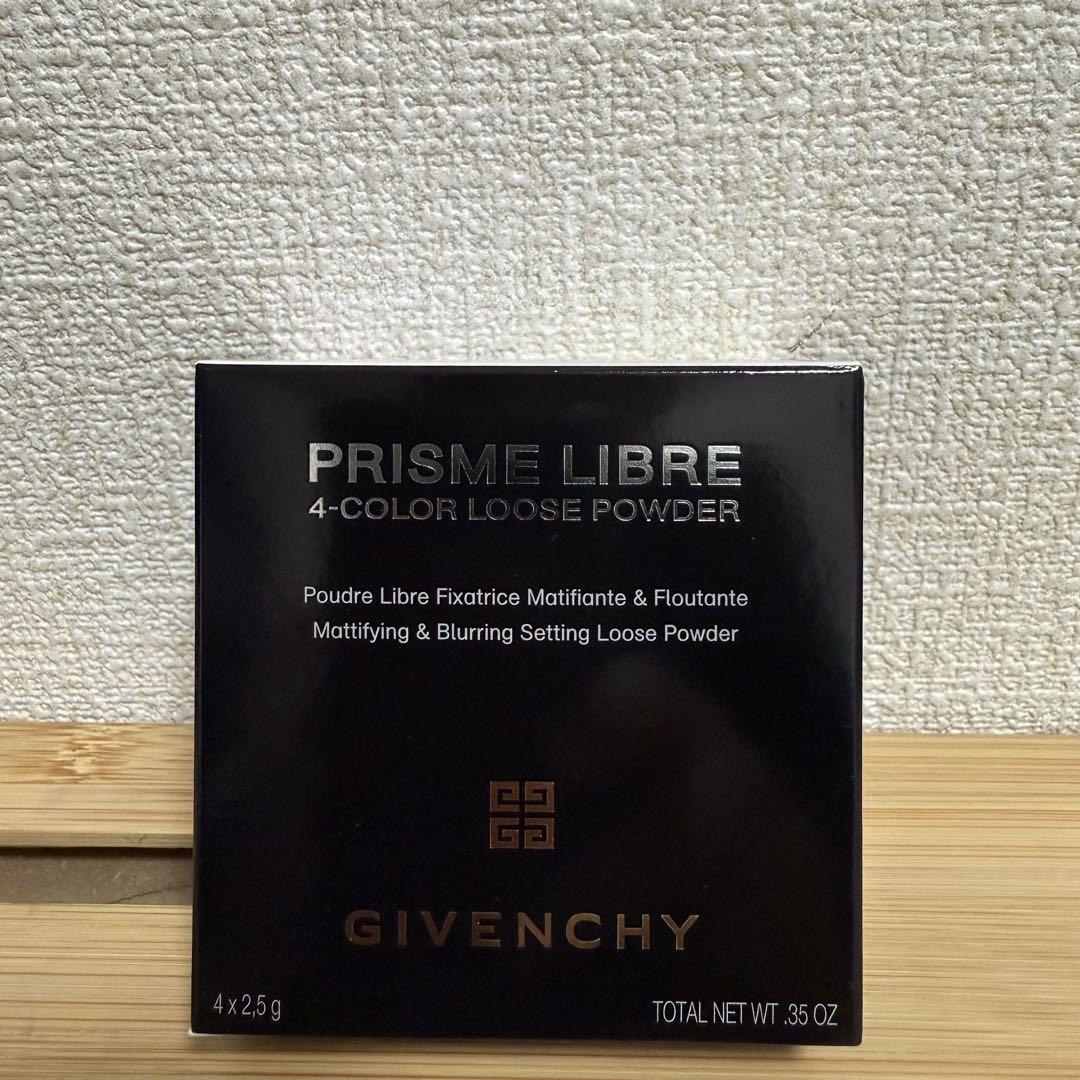 PRISME LIBRE
4-COLOR LOOSE POWDER
Poudre Libre Fixatrice Matifiante & Floutante
Mattifying & Blurring Setting Loose Powder
GIVENCHY
4 x 2,5 g
TOTAL NET WT .35 OZ